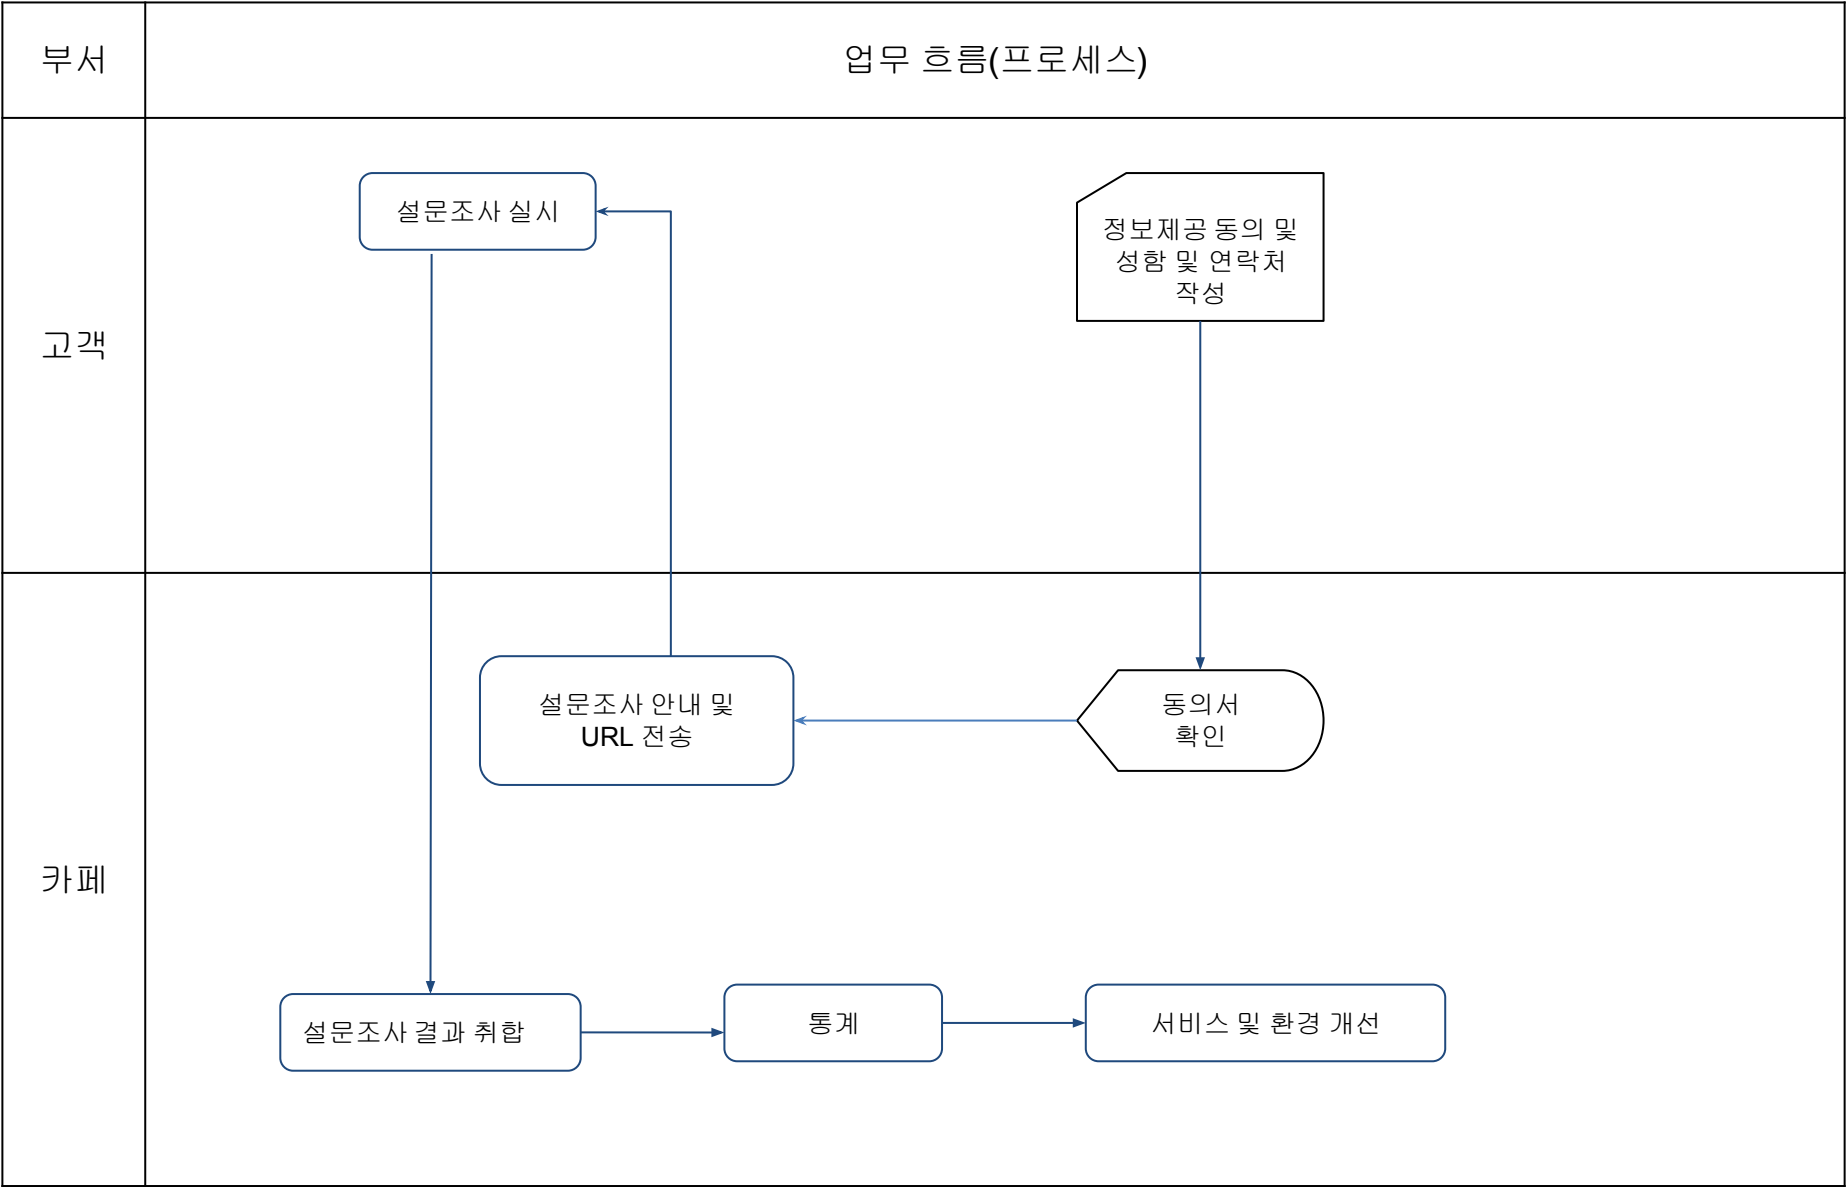 부서
업무 흐름(프로세스)
고객
설문조사 실시
정보제공 동의 및
성함 및 연락처
작성
카페
설문조사 안내 및
URL 전송
동의서
확인
설문조사 결과 취합
통계
서비스 및 환경 개선